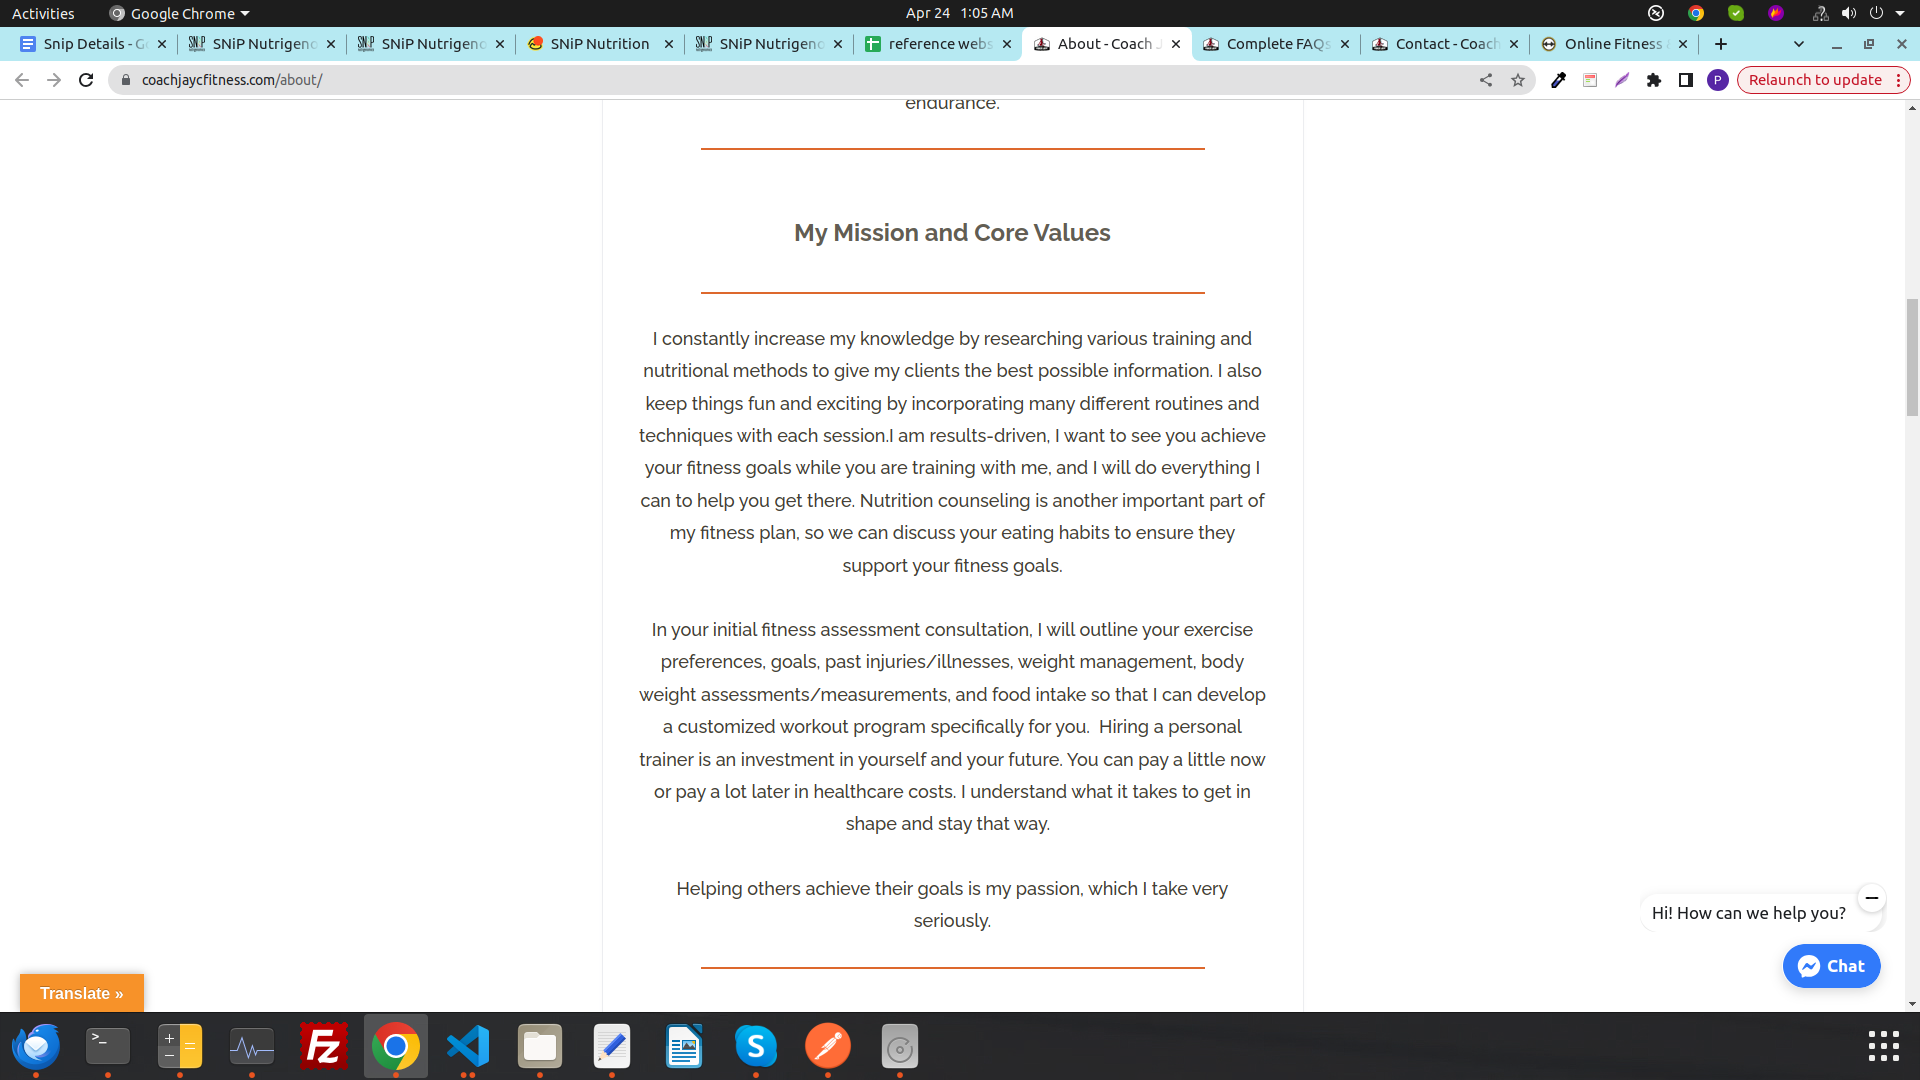 Activities
Google Chrome
Apr 24 1:05 AM
Snip Details - G
SNiP Nutrigeno
SNiP Nutrigeno
SNiP Nutrition
SNiP Nutrigeno
reference webs
About - Coach J
Complete FAQs
Contact - Coach
Online Fitness A
coachjaycfitness.com/about/
P
Relaunch to update
endurance.
My Mission and Core Values
I constantly increase my knowledge by researching various training and
nutritional methods to give my clients the best possible information. I also
keep things fun and exciting by incorporating many different routines and
techniques with each session.I am results-driven, I want to see you achieve
your fitness goals while you are training with me, and I will do everything I
can to help you get there. Nutrition counseling is another important part of
my fitness plan, so we can discuss your eating habits to ensure they
support your fitness goals.
In your initial fitness assessment consultation, I will outline your exercise
preferences, goals, past injuries/illnesses, weight management, body
weight assessments/measurements, and food intake so that I can develop
a customized workout program specifically for you.  Hiring a personal
trainer is an investment in yourself and your future. You can pay a little now
or pay a lot later in healthcare costs. I understand what it takes to get in
shape and stay that way.
Helping others achieve their goals is my passion, which I take very
seriously.
Hi! How can we help you?
Chat
Translate »